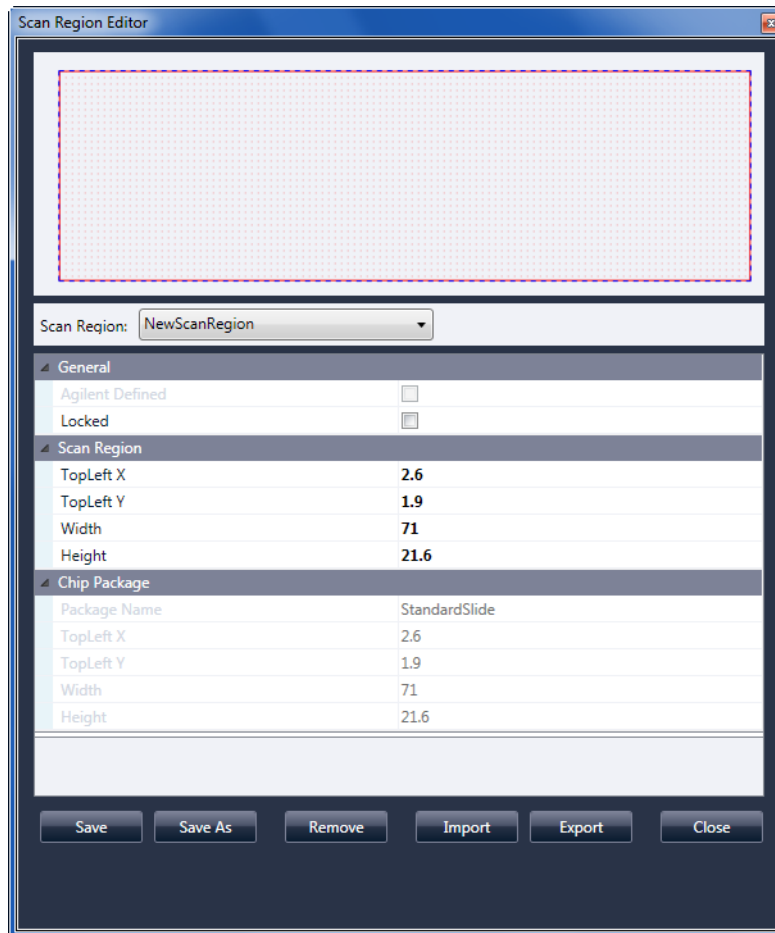 Scan Region Editor
Scan Region: NewScanRegion
General
Agilent Defined
Locked
Scan Region
TopLeft X 2.6
TopLeft Y 1.9
Width 71
Height 21.6
Chip Package
Package Name StandardSlide
TopLeft X 2.6
TopLeft Y 1.9
Width 71
Height 21.6
Save Save As Remove Import Export Close